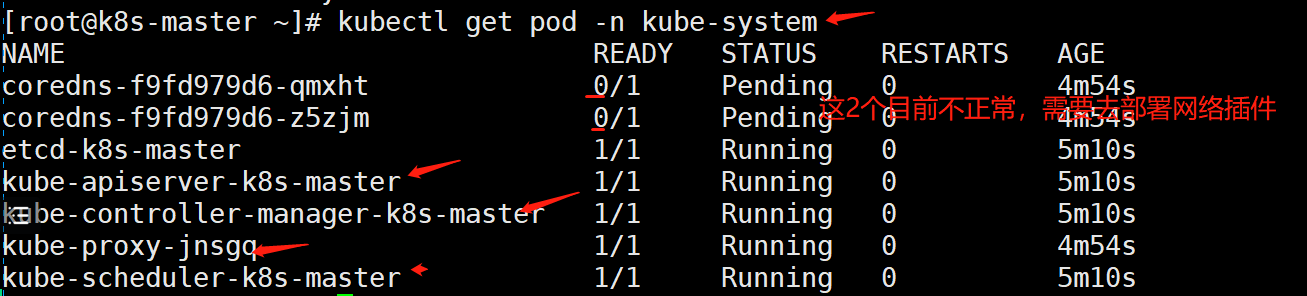 [root@k8s-master ~]# kubectl get pod -n kube-system
NAME READY STATUS RESTARTS AGE
coredns-f9fd979d6-qmxht 0/1 Pending 0 4m54s
coredns-f9fd979d6-z5zjm 0/1 Pending 0 4m54s
这2个目前不正常，需要去部署网络插件
etcd-k8s-master 1/1 Running 0 5m10s
kube-apiserver-k8s-master 1/1 Running 0 5m10s
kube-controller-manager-k8s-master 1/1 Running 0 5m10s
kube-proxy-jnsgq 1/1 Running 0 4m54s
kube-scheduler-k8s-master 1/1 Running 0 5m10s